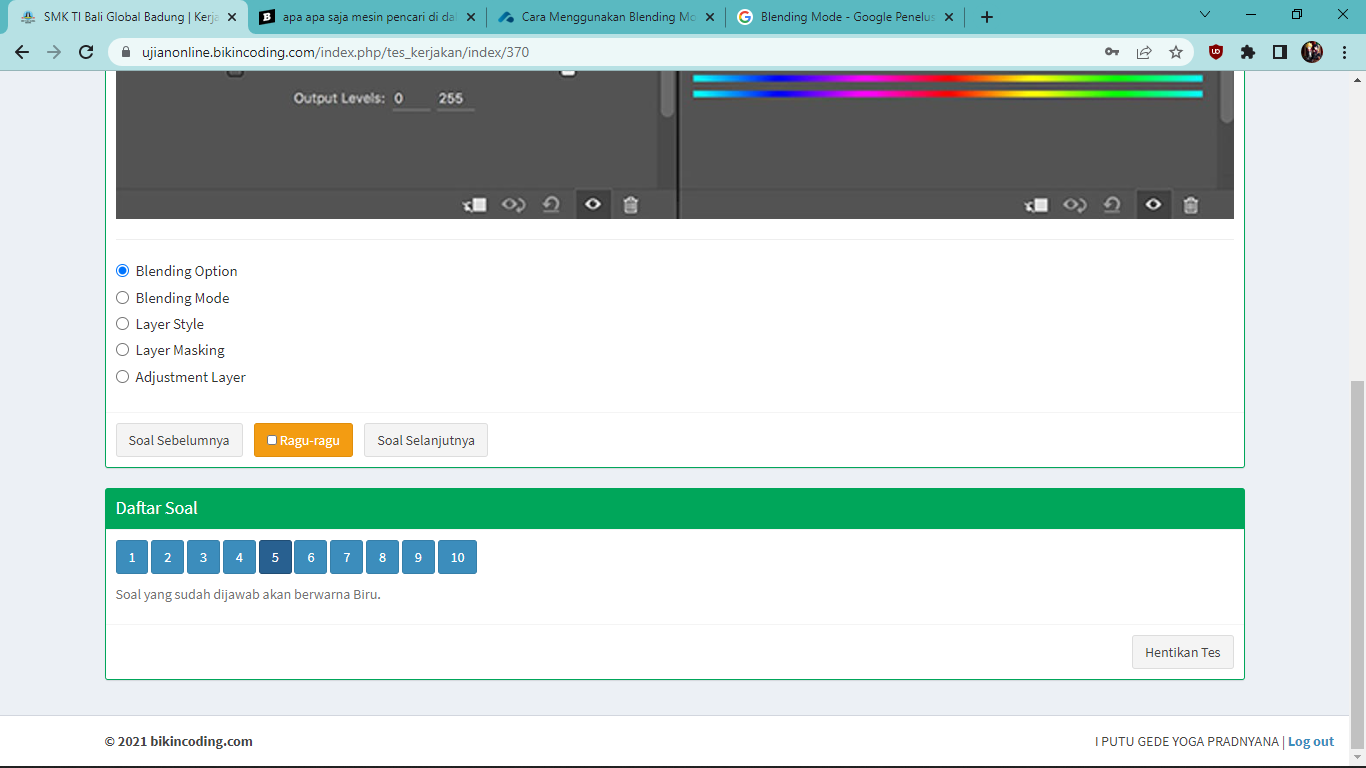 SMK TI Bali Global Badung | Kerja
apa apa saja mesin pencari di dal
Cara Menggunakan Blending Mo
Blending Mode - Google Penelus
ujianonline.bikincoding.com/index.php/tes_kerjakan/index/370
Output Levels: 0 255
Blending Option
Blending Mode
Layer Style
Layer Masking
Adjustment Layer
Soal Sebelumnya Ragu-ragu Soal Selanjutnya
Daftar Soal
1 2 3 4 5 6 7 8 9 10
Soal yang sudah dijawab akan berwarna Biru.
Hentikan Tes
© 2021 bikincoding.com
I PUTU GEDE YOGA PRADNYANA | Log out